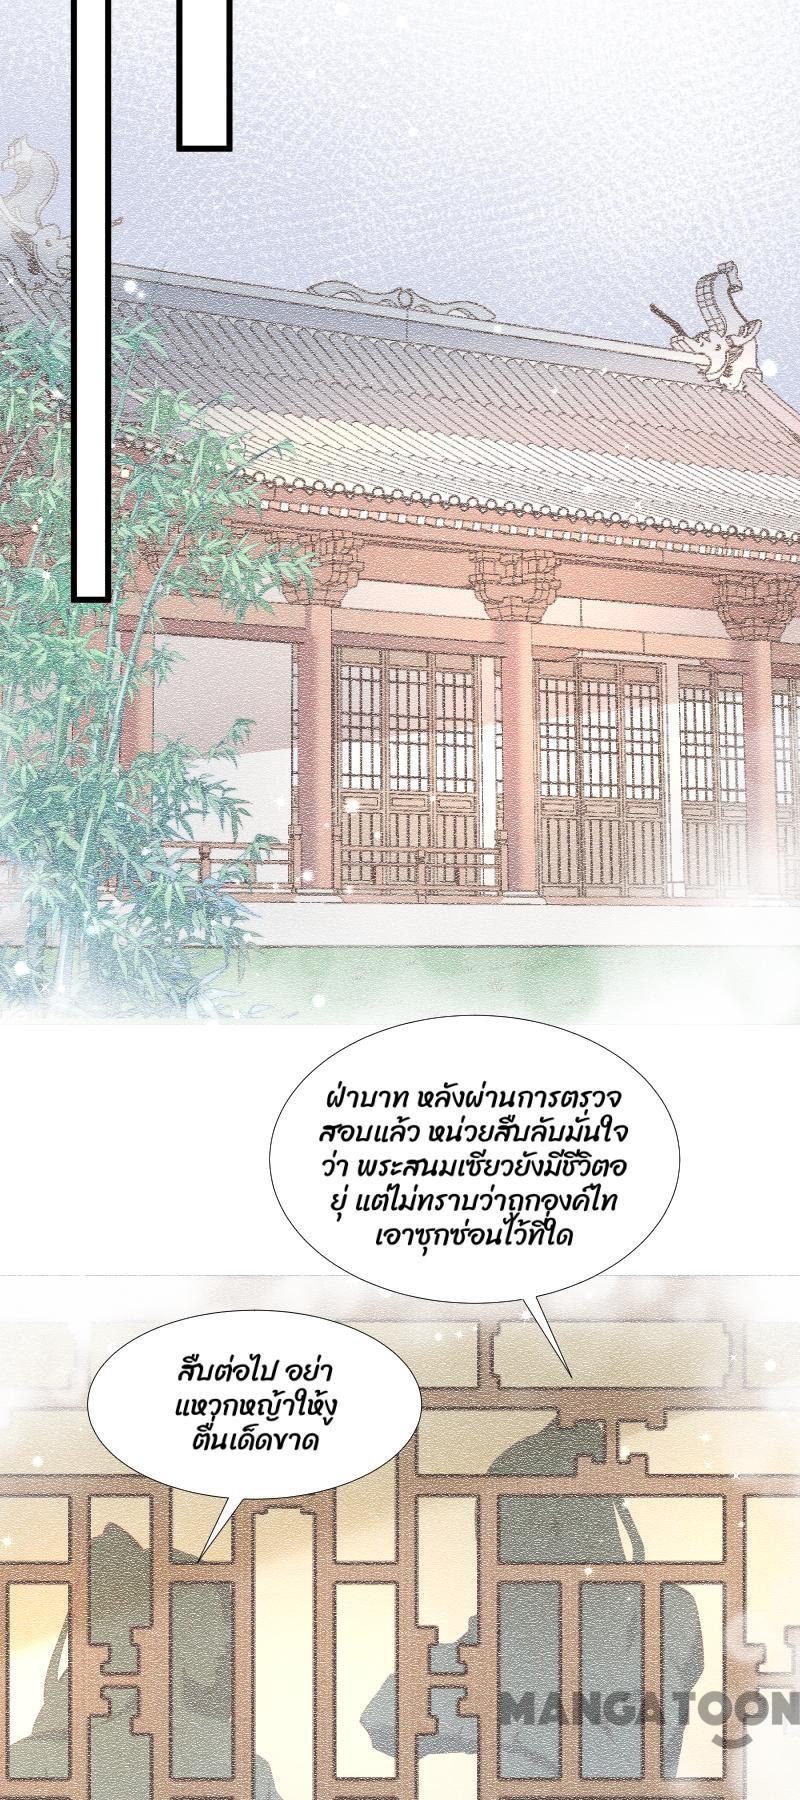 ฝ่าบาท หลังผ่านการตรวจ
สอบแล้ว หน่วยสืบลับมั่นใจ
ว่า พระสนมเซียวยังมีชีวิตอ
ยู่ แต่ไม่ทราบว่าถูกองค์ไท
เอาซุกซ่อนไว้ที่ใด
สืบต่อไป อย่า
แหวกหญ้าให้งู
ตื่นเด็ดขาด
MANGATOON